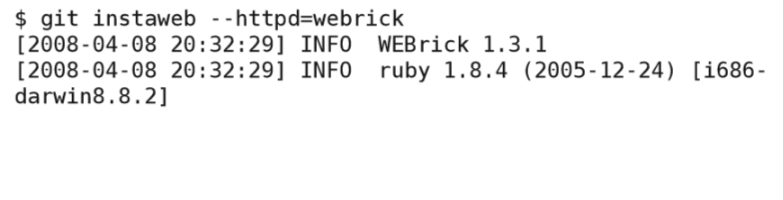 $ git instaweb --httpd=webrick
[2008-04-08 20:32:29] INFO  WEBrick 1.3.1
[2008-04-08 20:32:29] INFO  ruby 1.8.4 (2005-12-24) [i686-
darwin8.8.2]